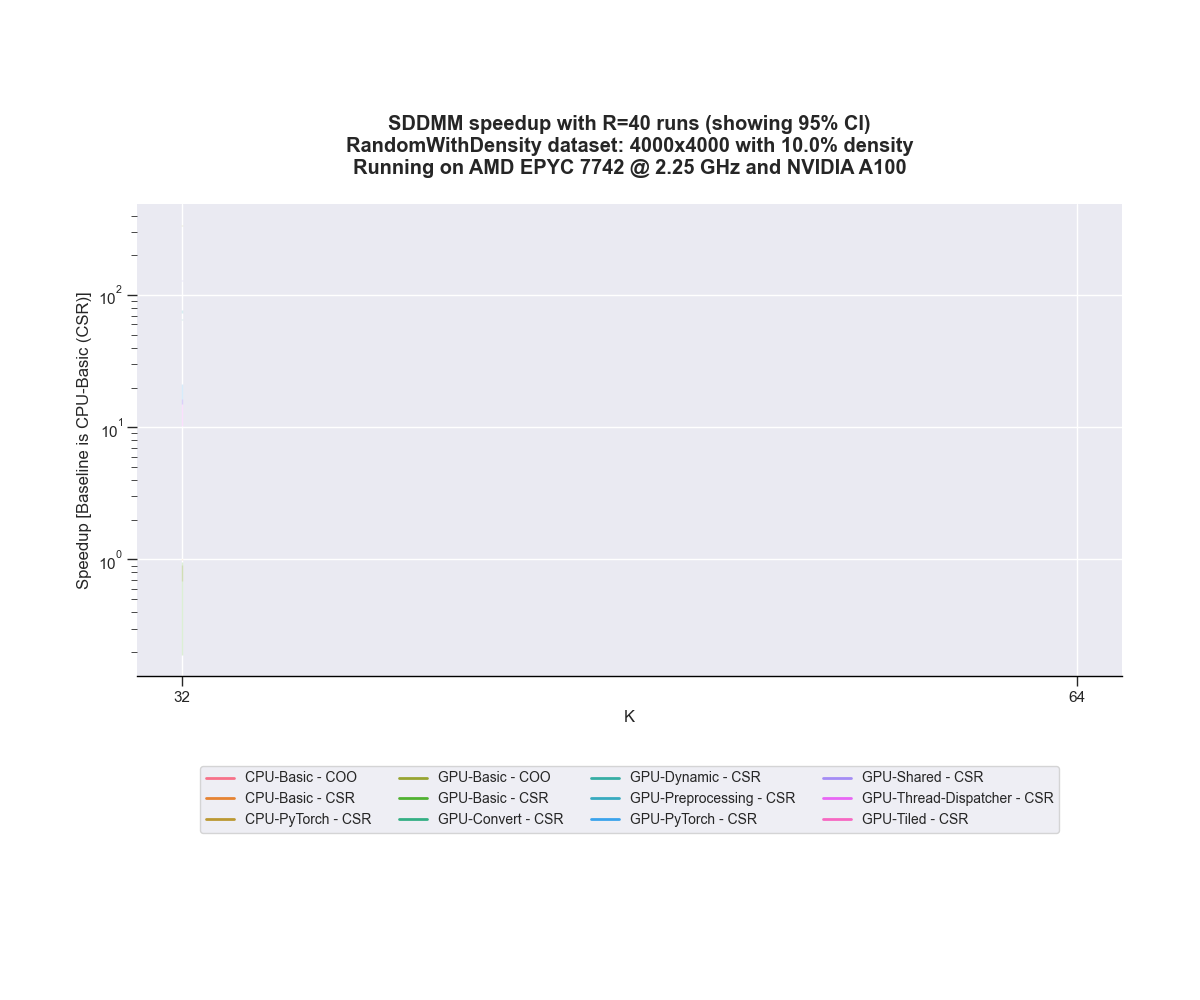 SDDMM speedup with R=40 runs (showing 95% CI)
RandomWithDensity dataset: 4000x4000 with 10.0% density
Running on AMD EPYC 7742 @ 2.25 GHz and NVIDIA A100
Speedup [Baseline is CPU-Basic (CSR)]
10^2
10^1
10^0
32
64
K
CPU-Basic - COO
CPU-Basic - CSR
CPU-PyTorch - CSR
GPU-Basic - COO
GPU-Basic - CSR
GPU-Convert - CSR
GPU-Dynamic - CSR
GPU-Preprocessing - CSR
GPU-PyTorch - CSR
GPU-Shared - CSR
GPU-Thread-Dispatcher - CSR
GPU-Tiled - CSR